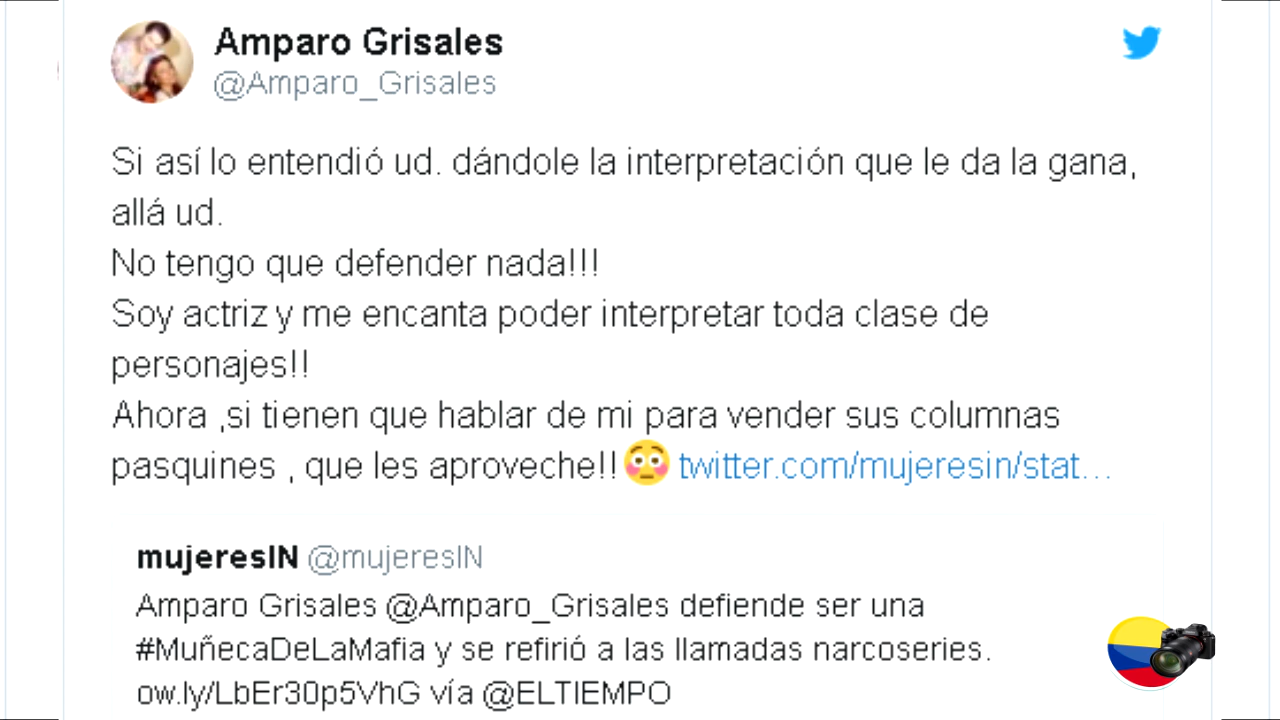 Amparo Grisales
@Amparo_Grisales
Si así lo entendió ud. dándole la interpretación que le da la gana,
allá ud.
No tengo que defender nada!!!
Soy actriz y me encanta poder interpretar toda clase de
personajes!!
Ahora ,si tienen que hablar de mi para vender sus columnas
pasquines , que les aproveche!! 😳 twitter.com/mujeresin/stat…
mujeresIN @mujeresIN
Amparo Grisales @Amparo_Grisales defiende ser una
#MuñecaDeLaMafia y se refirió a las llamadas narcoseries.
ow.ly/LbEr30p5VhG vía @ELTIEMPO